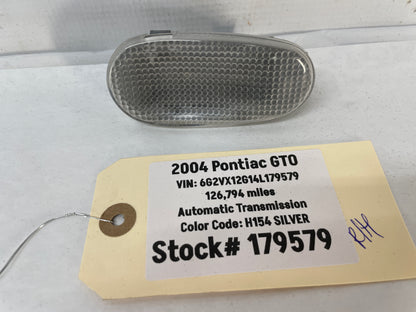 2004 Pontiac GTO
VIN: 6G2VX12G14L179579
126,794 miles
Automatic Transmission
Color Code: H154 SILVER
Stock# 179579
RH